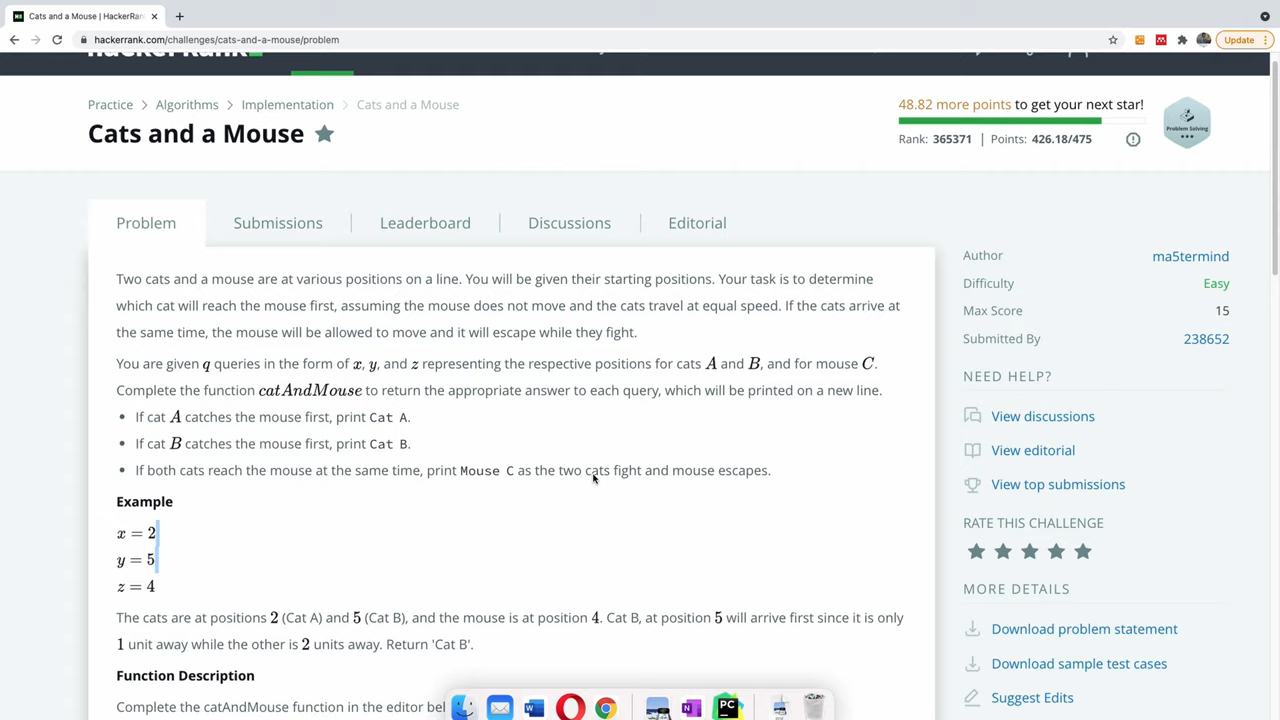 Cats and a Mouse | HackerRan
hackerrank.com/challenges/cats-and-a-mouse/problem
Update
HackerRank
Practice > Algorithms > Implementation > Cats and a Mouse
48.82 more points to get your next star!
Cats and a Mouse
Rank: 365371 | Points: 426.18/475
Problem Solving
Problem
Submissions
Leaderboard
Discussions
Editorial
Two cats and a mouse are at various positions on a line. You will be given their starting positions. Your task is to determine
which cat will reach the mouse first, assuming the mouse does not move and the cats travel at equal speed. If the cats arrive at
the same time, the mouse will be allowed to move and it will escape while they fight.
You are given q queries in the form of x, y, and z representing the respective positions for cats A and B, and for mouse C.
Complete the function catAndMouse to return the appropriate answer to each query, which will be printed on a new line.
• If cat A catches the mouse first, print Cat A.
• If cat B catches the mouse first, print Cat B.
• If both cats reach the mouse at the same time, print Mouse C as the two cats fight and mouse escapes.
Example
x = 2
y = 5
z = 4
The cats are at positions 2 (Cat A) and 5 (Cat B), and the mouse is at position 4. Cat B, at position 5 will arrive first since it is only
1 unit away while the other is 2 units away. Return 'Cat B'.
Function Description
Complete the catAndMouse function in the editor bel
Author
ma5termind
Difficulty
Easy
Max Score
15
Submitted By
238652
NEED HELP?
View discussions
View editorial
View top submissions
RATE THIS CHALLENGE
MORE DETAILS
Download problem statement
Download sample test cases
Suggest Edits
W
N
PC